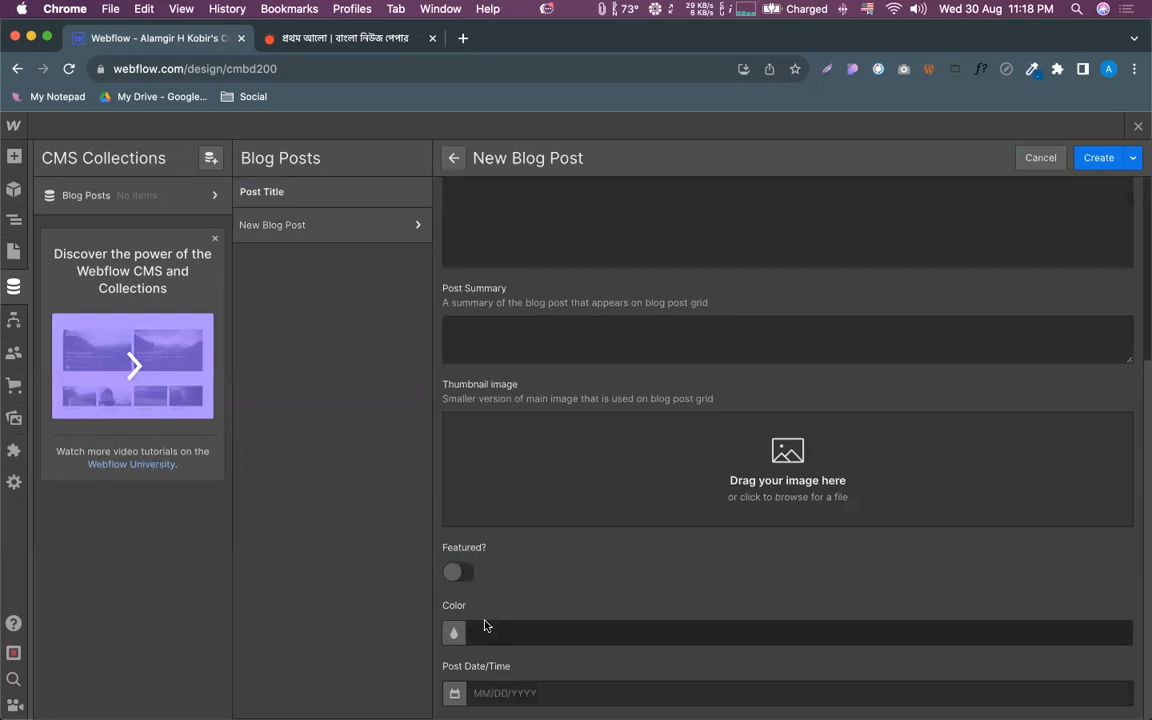 Chrome File Edit View History Bookmarks Profiles Tab Window Help 73° 29 KB/s 6 KB/s Charged Wed 30 Aug 11:18 PM
Webflow - Alamgir H Kobir's C প্রথম আলো | বাংলা নিউজ পেপার
webflow.com/design/cmbd200
My Notepad My Drive - Google... Social
CMS Collections Blog Posts New Blog Post Cancel Create
Blog Posts No items Post Title
New Blog Post
Discover the power of the
Webflow CMS and
Collections
Watch more video tutorials on the
Webflow University.
Post Summary
A summary of the blog post that appears on blog post grid
Thumbnail image
Smaller version of main image that is used on blog post grid
Drag your image here
or click to browse for a file
Featured?
Color
Post Date/Time
MM/DD/YYYY